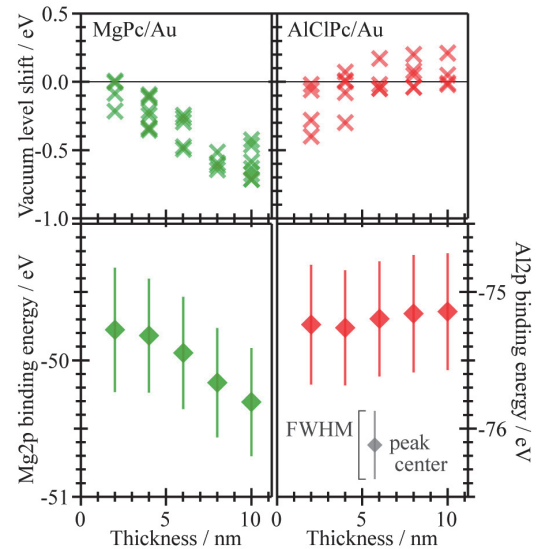 MgPc/Au
AlClPc/Au
Vacuum level shift / eV
0.5
0.0
-0.5
-1.0
Mg2p binding energy / eV
-50
-51
Al2p binding energy / eV
-75
-76
FWHM
peak
center
0 5 10
0 5 10
Thickness / nm
Thickness / nm